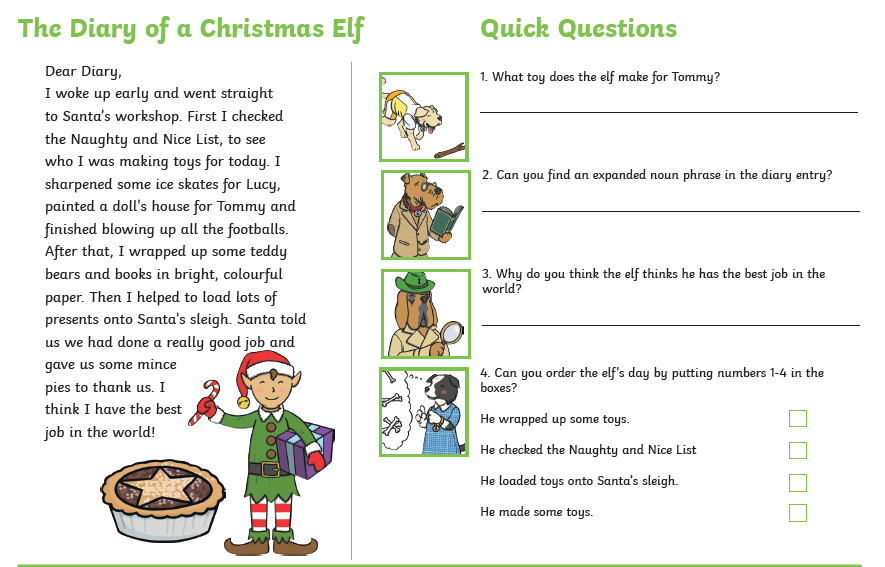 The Diary of a Christmas Elf
Dear Diary,
I woke up early and went straight
to Santa's workshop. First I checked
the Naughty and Nice List, to see
who I was making toys for today. I
sharpened some ice skates for Lucy,
painted a doll's house for Tommy and
finished blowing up all the footballs.
After that, I wrapped up some teddy
bears and books in bright, colourful
paper. Then I helped to load lots of
presents onto Santa's sleigh. Santa told
us we had done a really good job and
gave us some mince
pies to thank us. I
think I have the best
job in the world!
Quick Questions
1. What toy does the elf make for Tommy?
2. Can you find an expanded noun phrase in the diary entry?
3. Why do you think the elf thinks he has the best job in the
world?
4. Can you order the elf's day by putting numbers 1-4 in the
boxes?
He wrapped up some toys.
He checked the Naughty and Nice List
He loaded toys onto Santa's sleigh.
He made some toys.